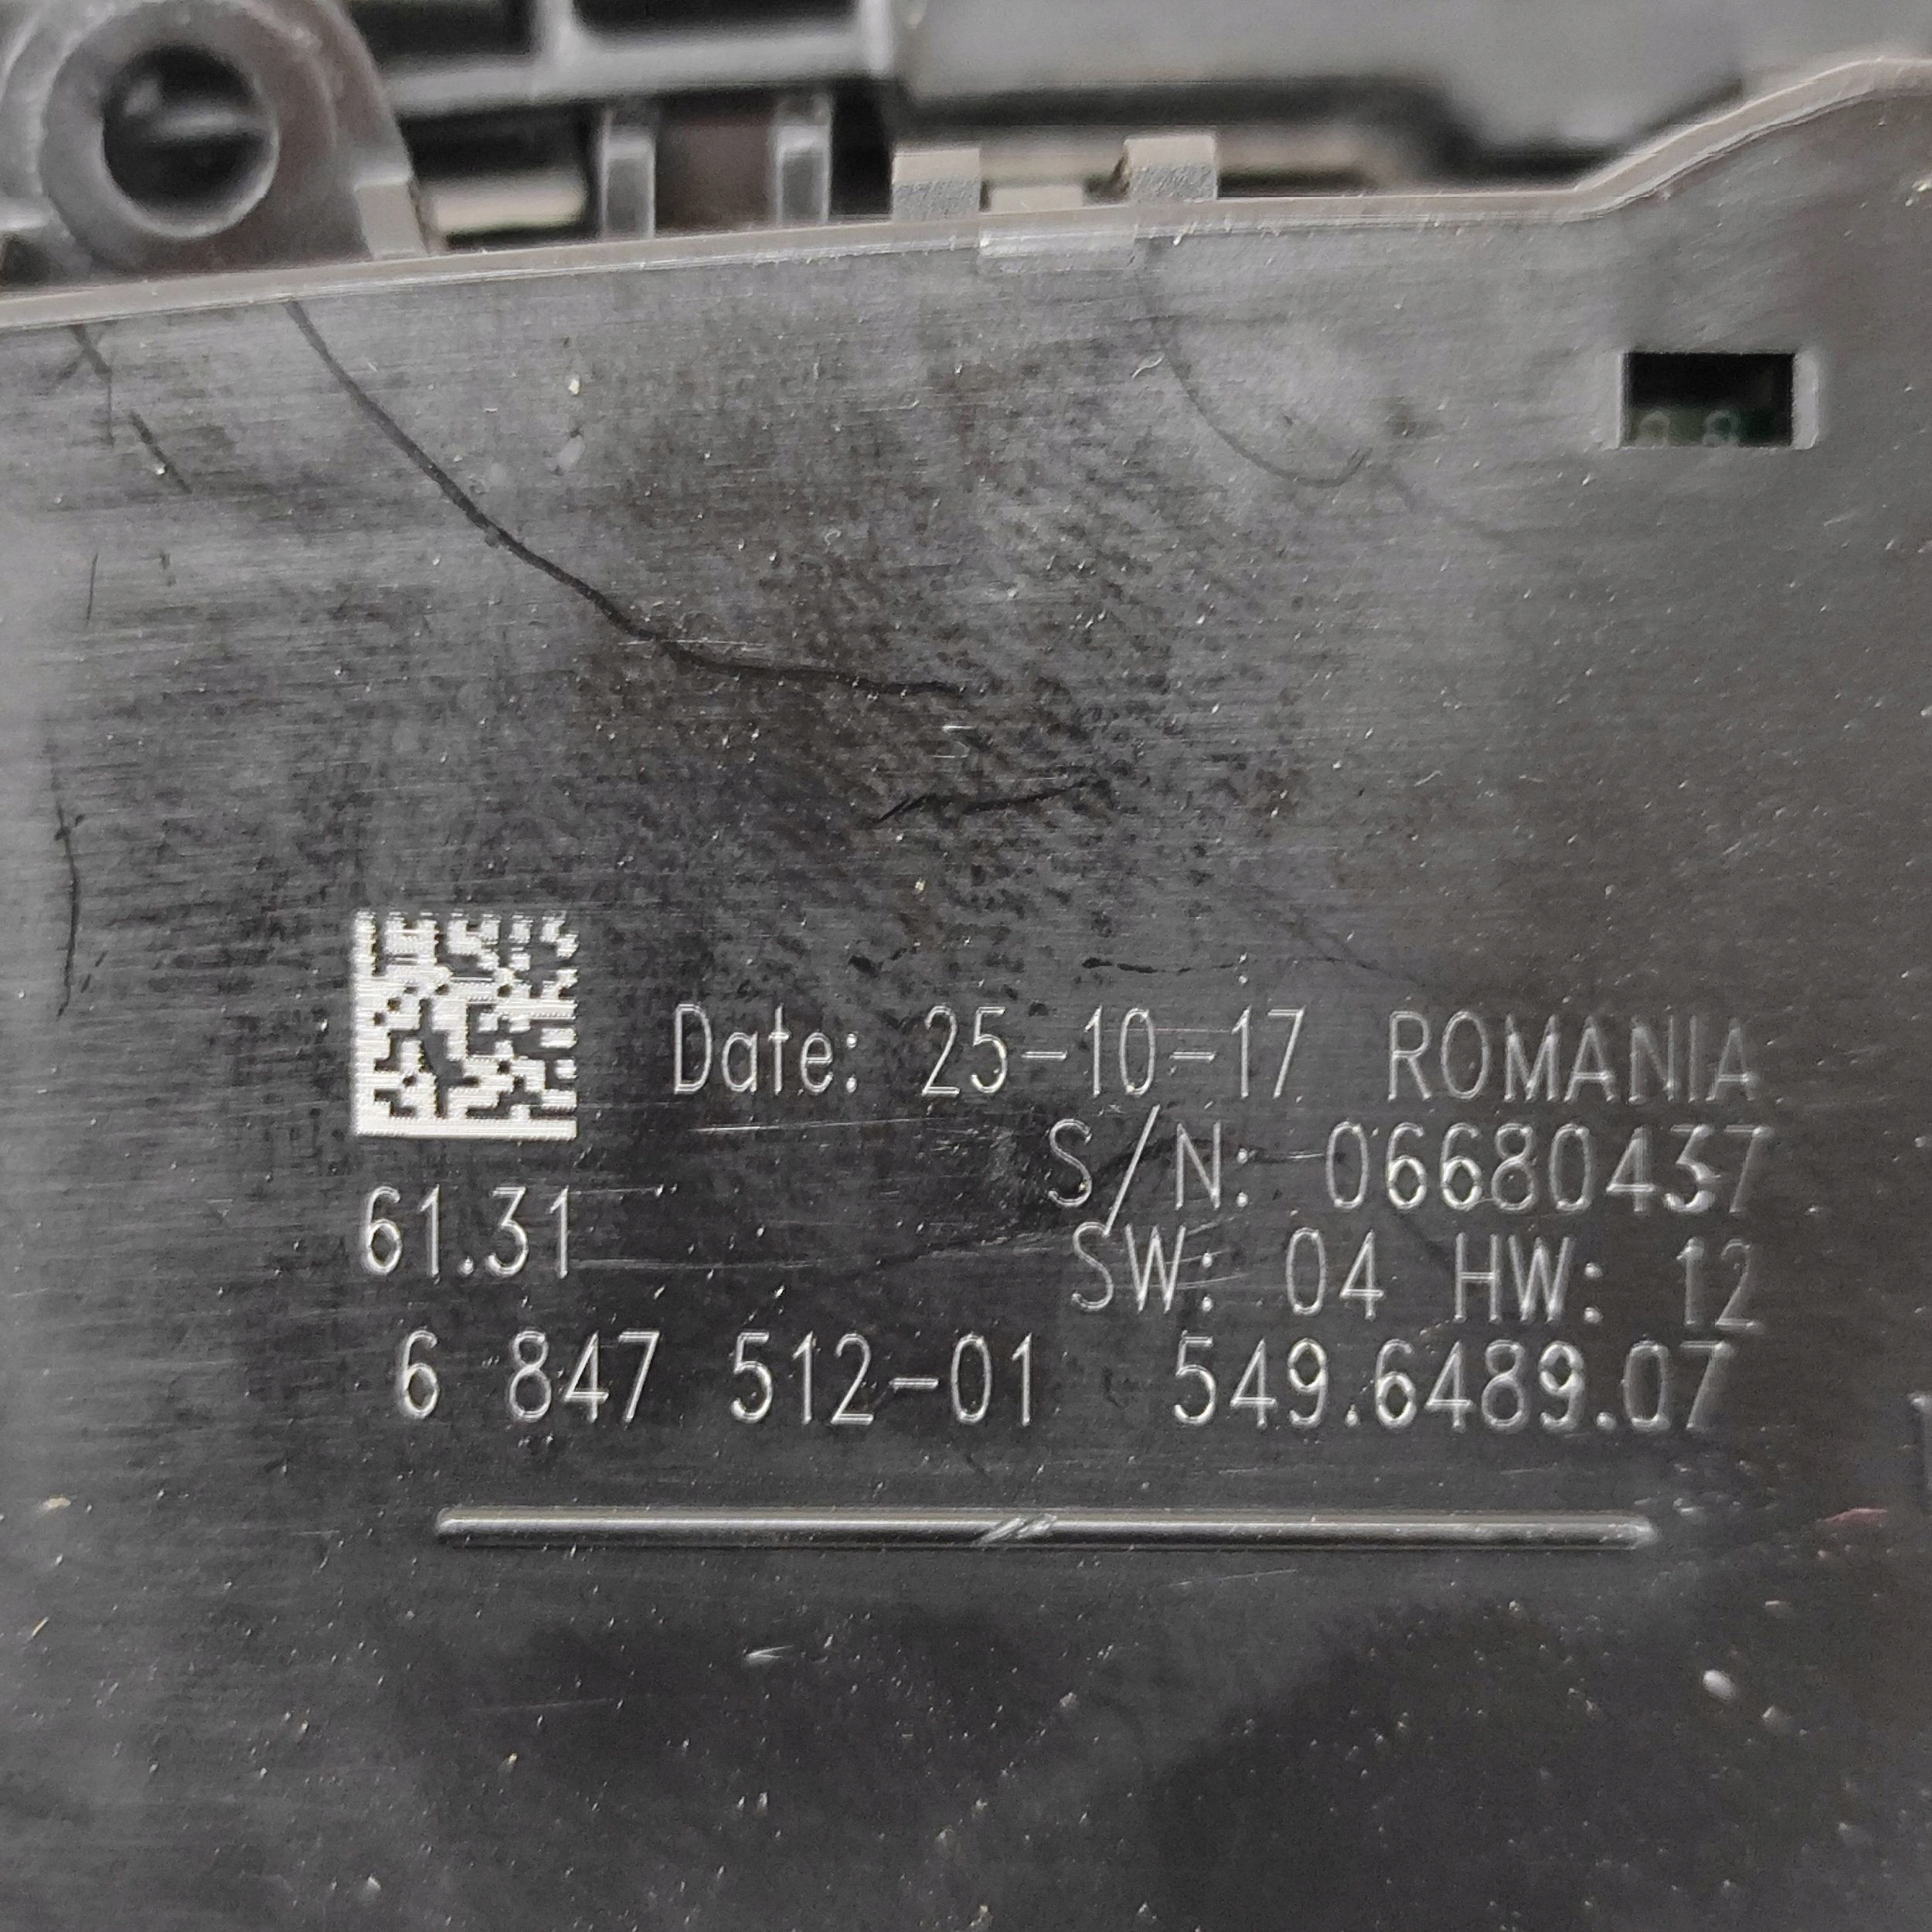 Date: 25-10-17 ROMANIA
S/N: 06680437
61.31
SW: 04 HW: 12
6 847 512-01 549.6489.07